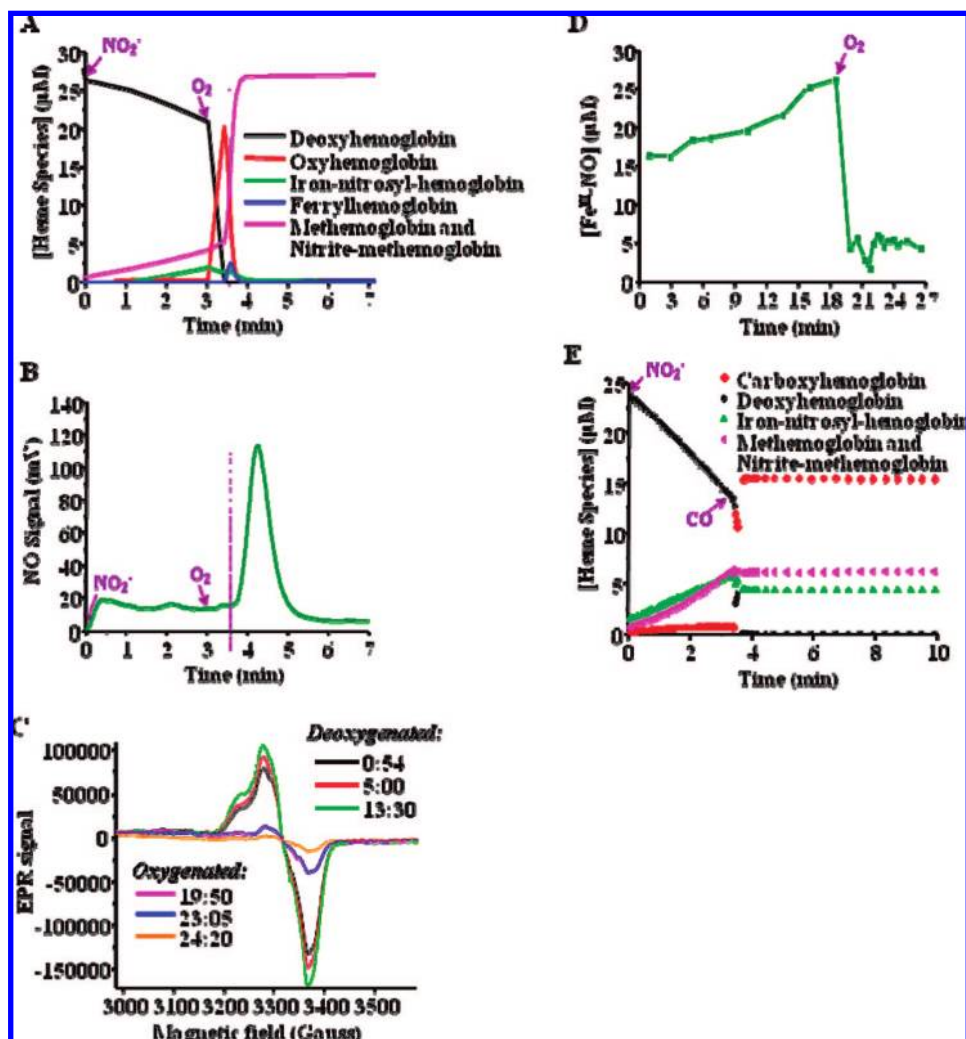 A
[Heme Species] (µM)
30
25
20
15
10
5
0
NO₂⁻
O₂
Deoxyhemoglobin
Oxyhemoglobin
Iron-nitrosyl-hemoglobin
Ferrylhemoglobin
Methemoglobin and
Nitrite-methemoglobin
0 1 2 3 4 5 6 7
Time (min)
B
NO Signal (mV)
140
120
100
80
60
40
20
0
NO₂⁻
O₂
0 1 2 3 4 5 6 7
Time (min)
C
EPR signal
100000
50000
0
-50000
-100000
-150000
Deoxygenated:
0:54
5:00
13:30
Oxygenated:
19:50
23:05
24:20
3000 3100 3200 3300 3400 3500
Magnetic field (Gauss)
D
[Feᴵᴵ-NO] (µM)
30
25
20
15
10
5
0
O₂
0 3 6 9 12 15 18 21 24 27
Time (min)
E
[Heme Species] (µM)
25
20
15
10
5
0
NO₂⁻
CO
Carboxyhemoglobin
Deoxyhemoglobin
Iron-nitrosyl-hemoglobin
Methemoglobin and
Nitrite-methemoglobin
0 2 4 6 8 10
Time (min)